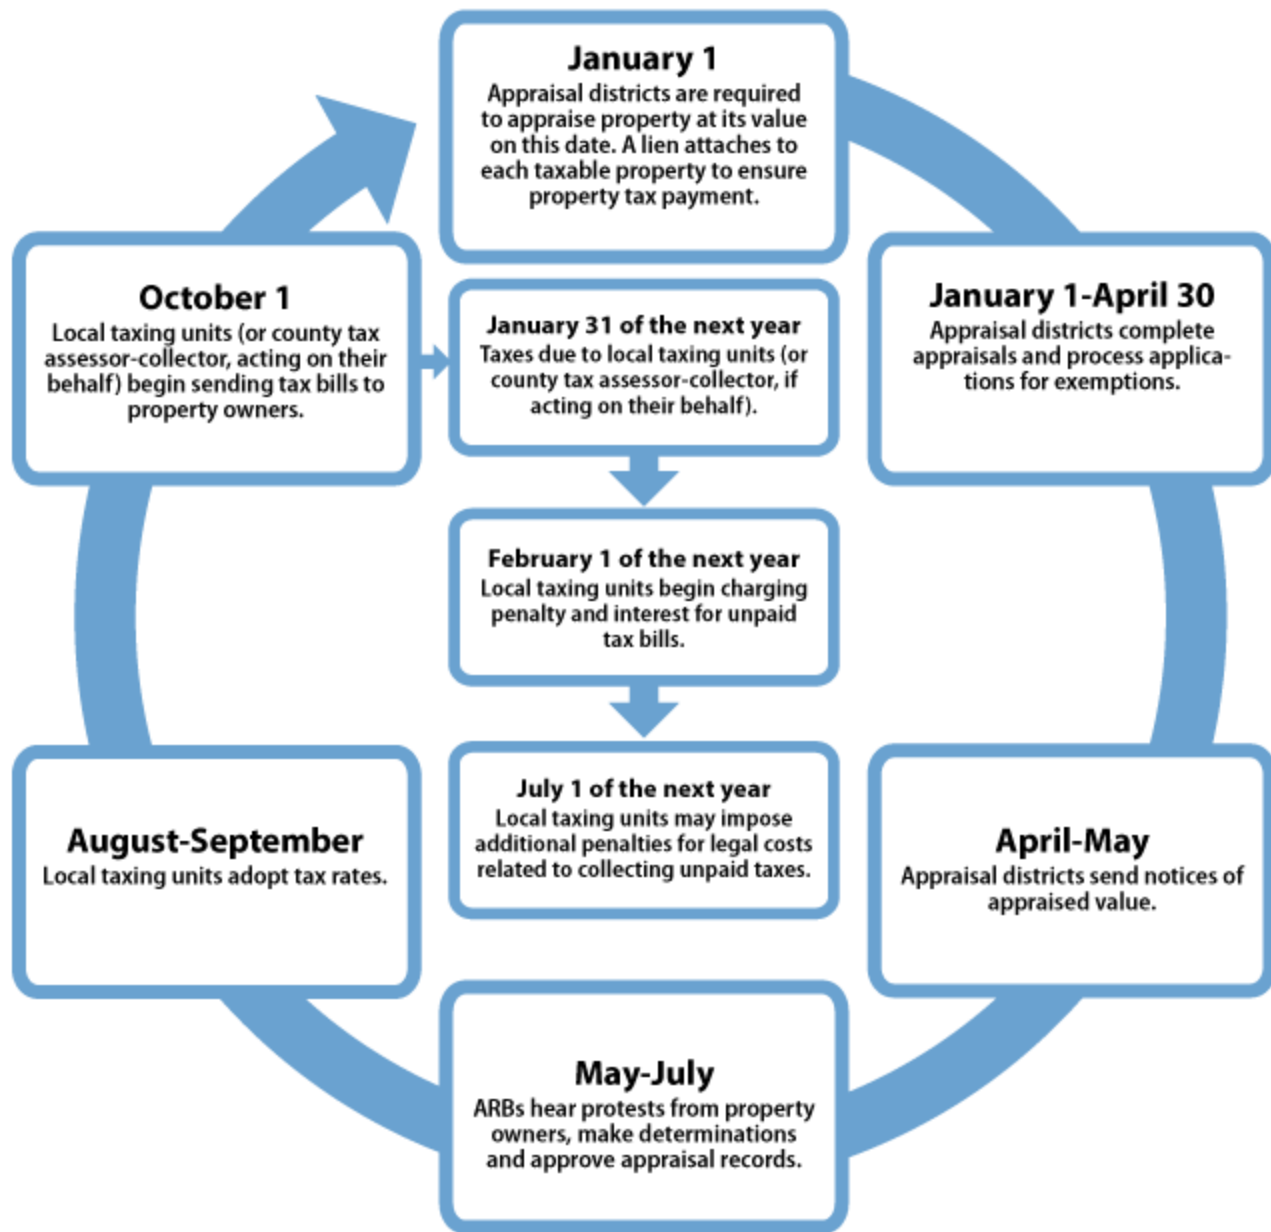 January 1
Appraisal districts are required
to appraise property at its value
on this date. A lien attaches to
each taxable property to ensure
property tax payment.
January 1-April 30
Appraisal districts complete
appraisals and process applica-
tions for exemptions.
April-May
Appraisal districts send notices of
appraised value.
May-July
ARBs hear protests from property
owners, make determinations
and approve appraisal records.
August-September
Local taxing units adopt tax rates.
October 1
Local taxing units (or county tax
assessor-collector, acting on their
behalf) begin sending tax bills to
property owners.
January 31 of the next year
Taxes due to local taxing units (or
county tax assessor-collector, if
acting on their behalf).
February 1 of the next year
Local taxing units begin charging
penalty and interest for unpaid
tax bills.
July 1 of the next year
Local taxing units may impose
additional penalties for legal costs
related to collecting unpaid taxes.